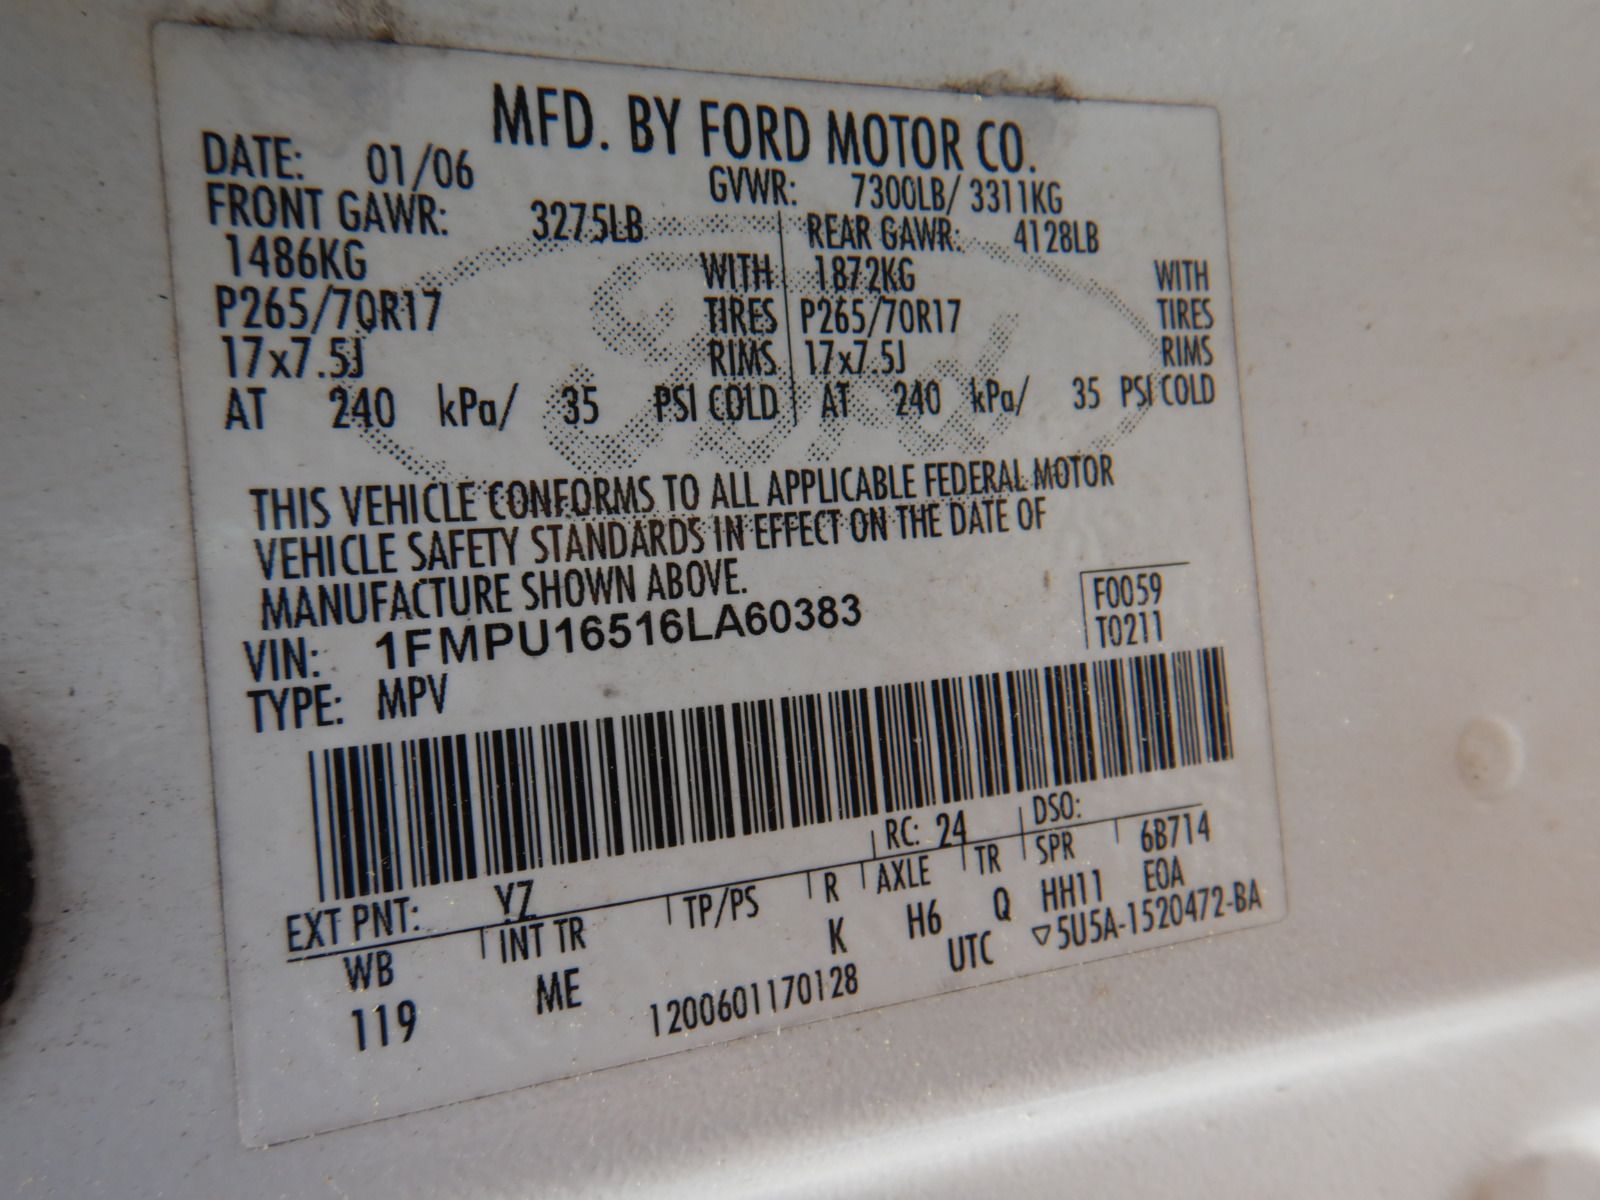 MFD. BY FORD MOTOR CO.
DATE: 01/06 GVWR: 7300LB/ 3311KG
FRONT GAWR: 3275LB REAR GAWR: 4128LB
1486KG WITH 1872KG WITH
P265/70R17 TIRES P265/70R17 TIRES
17x7.5J RIMS 17x7.5J RIMS
AT 240 kPa/ 35 PSI COLD AT 240 kPa/ 35 PSI COLD
Ford
THIS VEHICLE CONFORMS TO ALL APPLICABLE FEDERAL MOTOR
VEHICLE SAFETY STANDARDS IN EFFECT ON THE DATE OF
MANUFACTURE SHOWN ABOVE.
F0059
VIN: 1FMPU16516LA60383 T0211
TYPE: MPV
EXT PNT: YZ RC: 24 DSO:
WB INT TR TP/PS R AXLE TR SPR 6B714
119 ME K H6 Q HH11 E0A
1200601170128 UTC ▽5U5A-1520472-BA